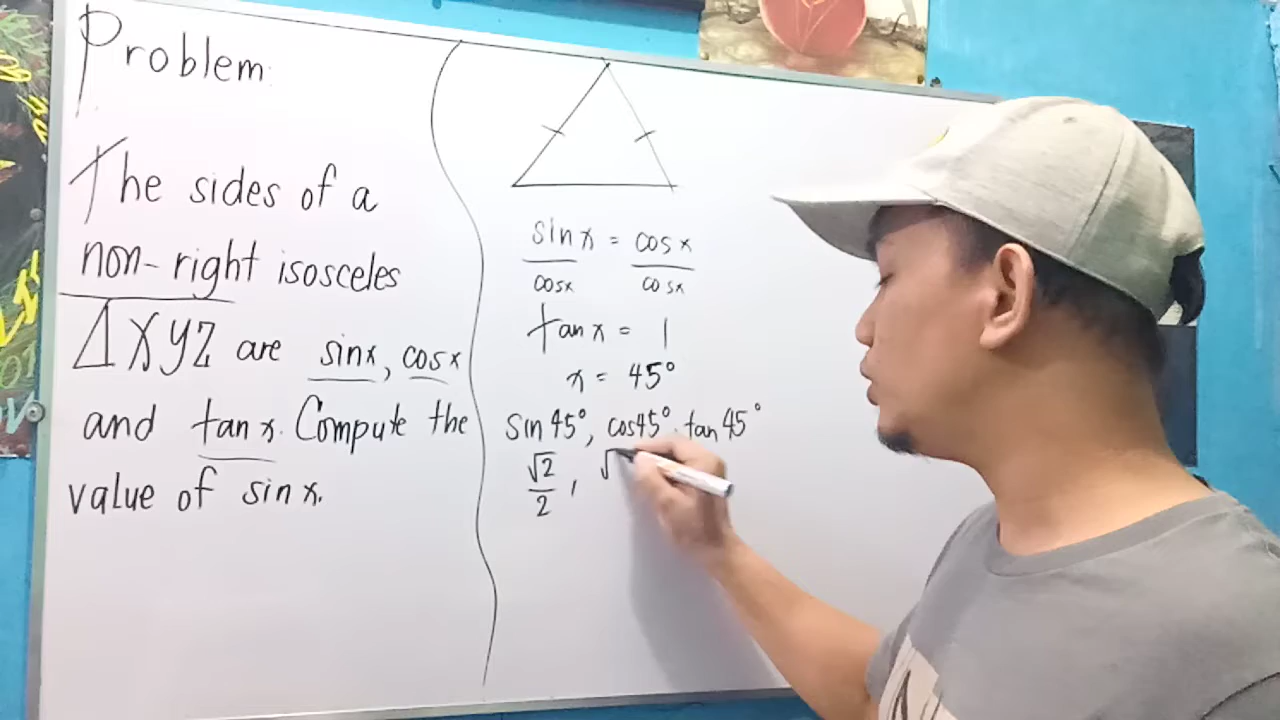 Problem:
The sides of a
non-right isosceles
ΔXYZ are sinx, cosx
and tanx. Compute the
value of sinx.
sinx = cosx
cosx cosx
tanx = 1
x = 45°
sin45°, cos45°, tan45°
√2
2 ,